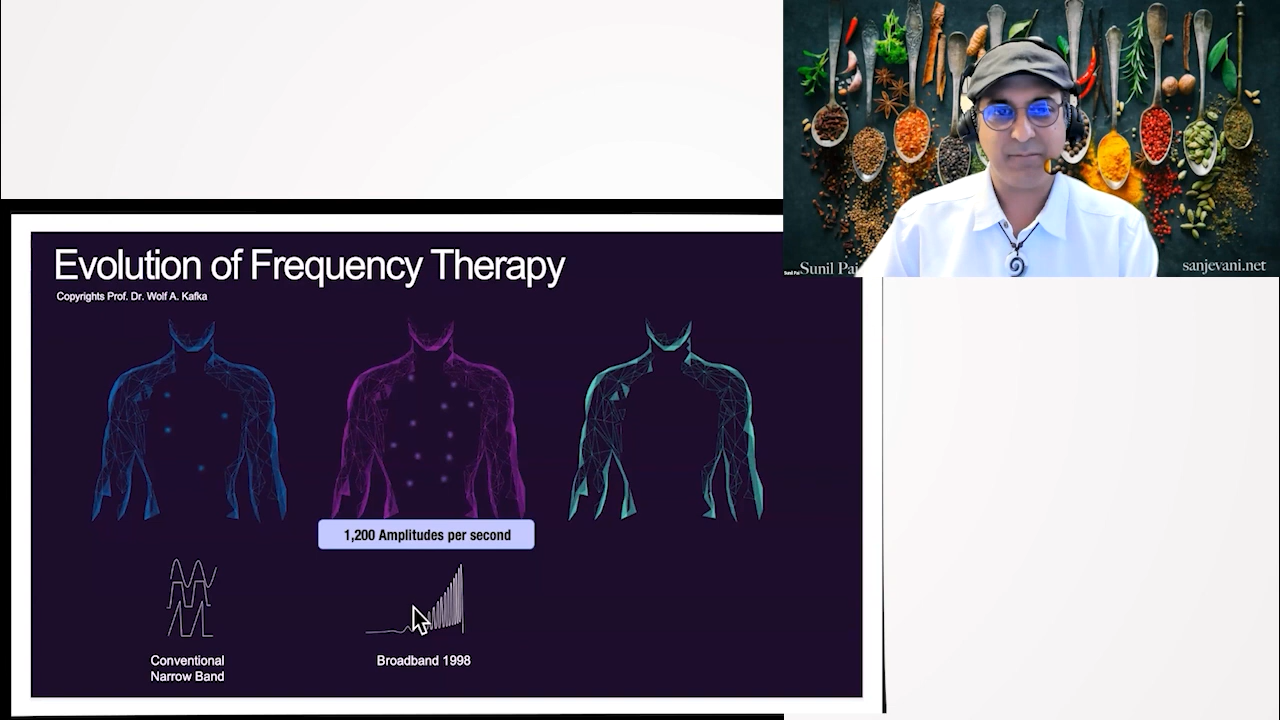 Evolution of Frequency Therapy
Copyrights Prof. Dr. Wolf A. Kafka
1,200 Amplitudes per second
Conventional
Narrow Band
Broadband 1998
Sunil Pai
sanjevani.net